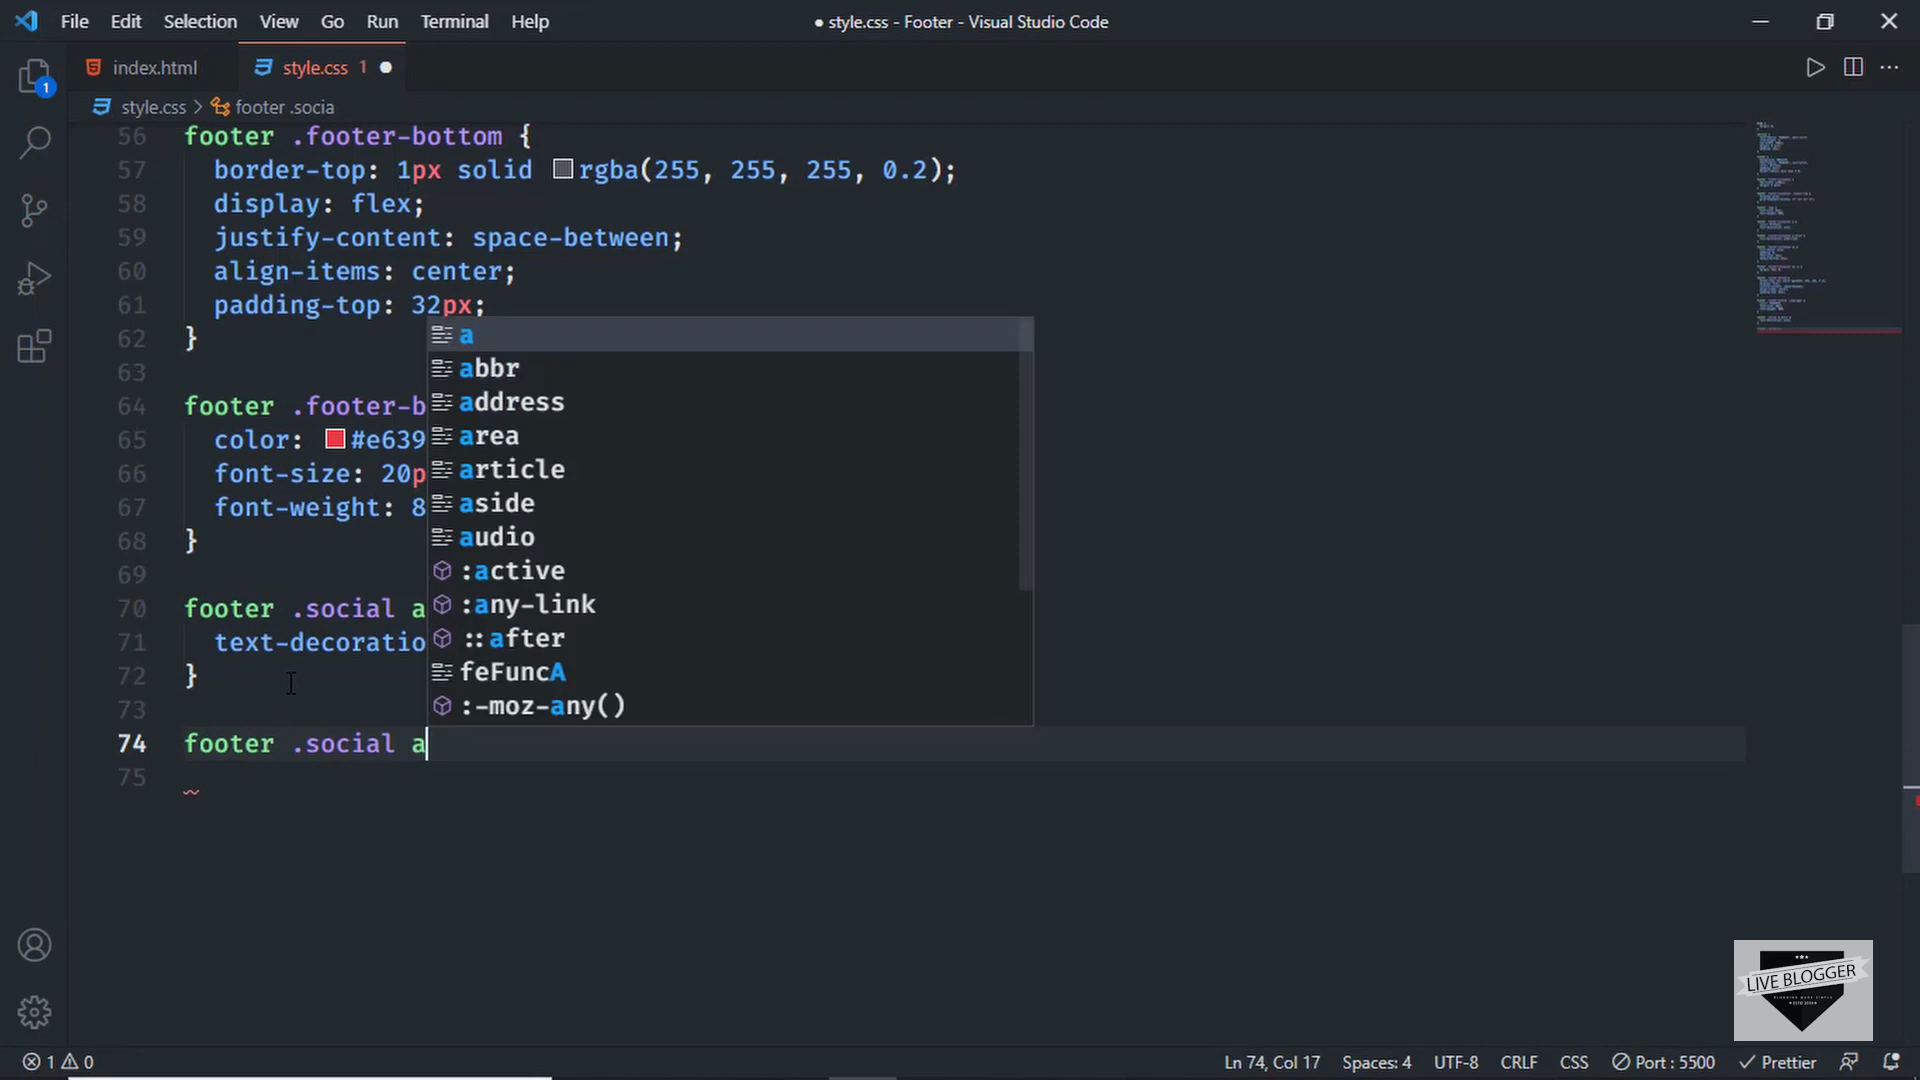 File Edit Selection View Go Run Terminal Help
● style.css - Footer - Visual Studio Code
index.html
style.css 1
1
style.css > footer .socia
56 footer .footer-bottom {
57 border-top: 1px solid rgba(255, 255, 255, 0.2);
58 display: flex;
59 justify-content: space-between;
60 align-items: center;
61 padding-top: 32px;
62 }
63
64 footer .footer-b
65 color: #e639
66 font-size: 20p
67 font-weight: 8
68 }
69
70 footer .social a
71 text-decoratio
72 }
73
74 footer .social a
75
a
abbr
address
area
article
aside
audio
:active
:any-link
::after
feFuncA
:-moz-any()
LIVE BLOGGER
1 0
Ln 74, Col 17 Spaces: 4 UTF-8 CRLF CSS Port : 5500 Prettier